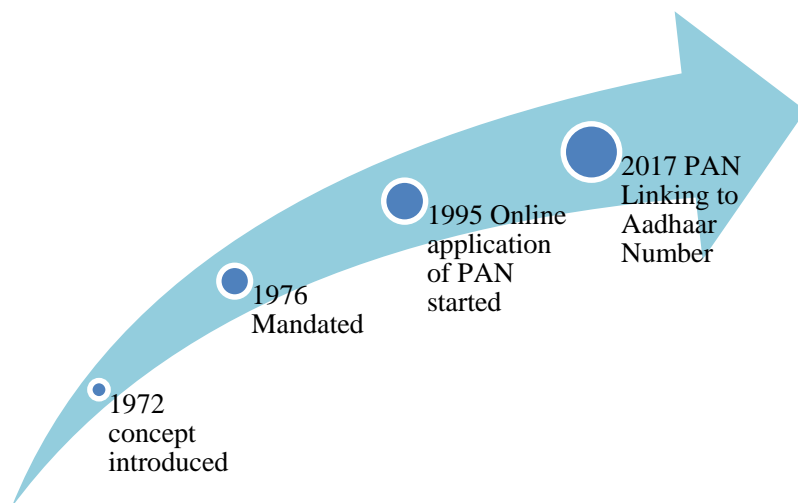 1972
concept
introduced
1976
Mandated
1995 Online
application
of PAN
started
2017 PAN
Linking to
Aadhaar
Number